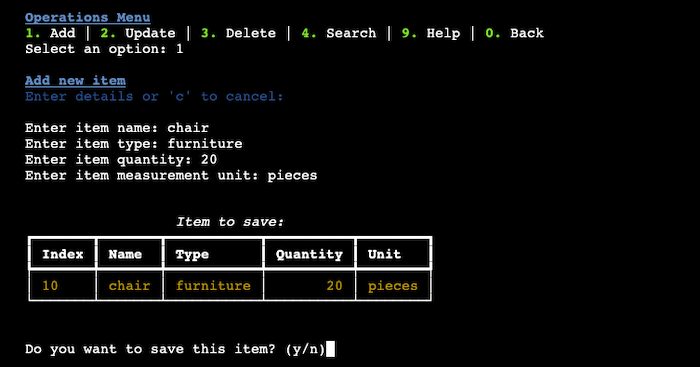 Operations Menu
1. Add | 2. Update | 3. Delete | 4. Search | 9. Help | 0. Back
Select an option: 1
Add new item
Enter details or 'c' to cancel:
Enter item name: chair
Enter item type: furniture
Enter item quantity: 20
Enter item measurement unit: pieces
Item to save:
Index Name Type Quantity Unit
10 chair furniture 20 pieces
Do you want to save this item? (y/n)